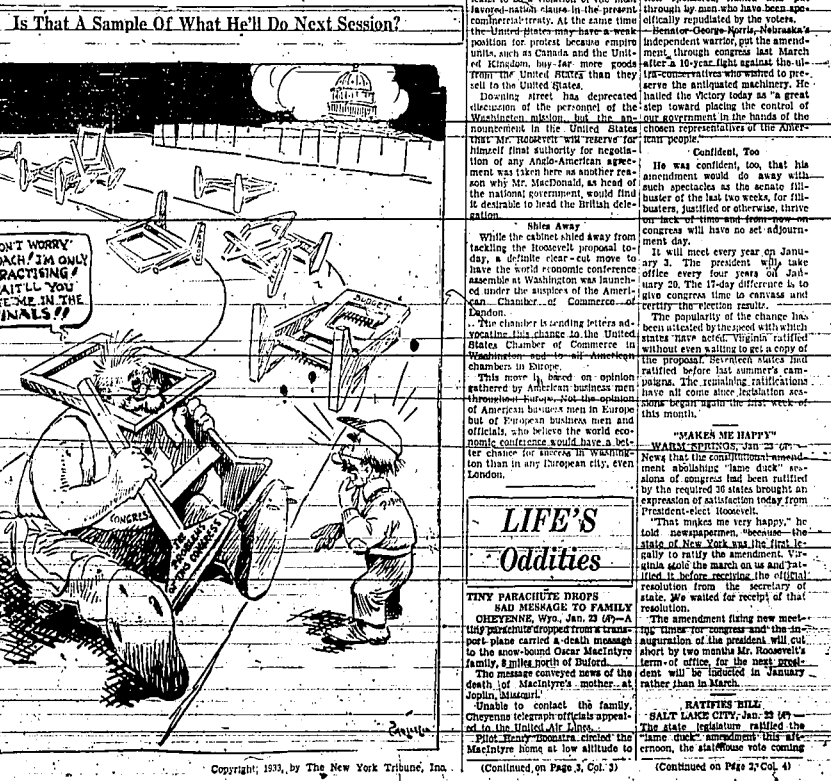 Is That A Sample Of What He'll Do Next Session?
ON'T WORRY
OACH! I'M ONLY
RACTISING!
WAIT'LL YOU
EE ME IN THE
INALS!!
BUDGET
CONGRESS
THE
PROBLEMS
OF THIS CONGRESS
Copyright; 1933, by The New York Tribune, Inc.
favored-nation clause in the present
commercial treaty. At the same time
the United States may have a weak
position for protest because empire
units, such as Canada and the Unit-
ed Kingdom, buy far more goods
from the United States than they
sell to the United States.
Downing street has deprecated
discussion of the personnel of the
Washington mission, but the an-
nouncement in the United States
that Mr. Roosevelt will reserve for
himself final authority for negotia-
tion of any Anglo-American agree-
ment was taken here as another rea-
son why Mr. MacDonald, as head of
the national government, would find
it desirable to head the British dele-
gation.
Shies Away
While the cabinet shied away from
tackling the Roosevelt proposal to-
day, a definite clear-cut move to
have the world economic conference
assemble at Washington was launch-
ed under the auspices of the Ameri-
can Chamber of Commerce of
London.
The chamber is sending letters ad-
vocating this change to the United
States Chamber of Commerce in
Washington and to all American
chambers in Europe.
This move is based on opinion
gathered by American business men
throughout Europe. Not the opinion
of American business men in Europe
but of European business men and
officials, who believe the world eco-
nomic conference would have a bet-
ter chance for success in Washing-
ton than in any European city, even
London.
LIFE'S
Oddities
TINY PARACHUTE DROPS
SAD MESSAGE TO FAMILY
CHEYENNE, Wyo., Jan. 23 (AP)—A
tiny parachute dropped from a trans-
port plane carried a death message
to the snow-bound Oscar MacIntyre
family, 8 miles north of Buford.
The message conveyed news of the
death of MacIntyre's mother at
Joplin, Missouri.
Unable to contact the family,
Cheyenne telegraph officials appeal-
ed to the United Air Lines.
Pilot Henry Boonstra circled the
MacIntyre home at low altitude to
(Continued on Page 3, Col. 3)
through by men who have been spe-
cifically repudiated by the voters.
Senator George Norris, Nebraska's
independent warrior, put the amend-
ment, through congress last March
after a 10-year fight against the ul-
tra-conservatives who wished to pre-
serve the antiquated machinery. He
hailed the victory today as "a great
step toward placing the control of
our government in the hands of the
chosen representatives of the Amer-
ican people."
Confident, Too
He was confident, too, that his
amendment would do away with
such spectacles as the senate fili-
buster of the last two weeks, for fili-
busters, justified or otherwise, thrive
on lack of time and from now on
congress will have no set adjourn-
ment day.
It will meet every year on Janu-
ary 3. The president will take
office every four years on Jan-
uary 20. The 17-day difference is to
give congress time to canvass and
certify the election results.
The popularity of the change has
been attested by the speed with which
states have acted. Virginia ratified
without even waiting to get a copy of
the proposal. Seventeen states had
ratified before last summer's cam-
paigns. The remaining ratifications
have all come since legislation ses-
sions began again the first week of
this month.
"MAKES ME HAPPY"
WARM SPRINGS, Jan 23 (AP)—
News that the constitutional amend-
ment abolishing "lame duck" ses-
sions of congress had been ratified
by the required 36 states brought an
expression of satisfaction today from
President-elect Roosevelt.
"That makes me very happy," he
told newspapermen, "because the
state of New York was the first le-
gally to ratify the amendment. Vir-
ginia stole the march on us and rat-
ified it before receiving the official
resolution from the secretary of
state. We waited for receipt of that
resolution.
The amendment fixing new meet-
ing times for congress and the in-
auguration of the president will cut
short by two months Mr. Roosevelt's
term of office, for the next presi-
dent will be inducted in January
rather than in March.
RATIFIES BILL
SALT LAKE CITY, Jan. 23 (AP)—
The state legislature ratified the
"lame duck" amendment this aft-
ernoon, the statehouse vote coming
(Continued on Page 2, Col. 4)